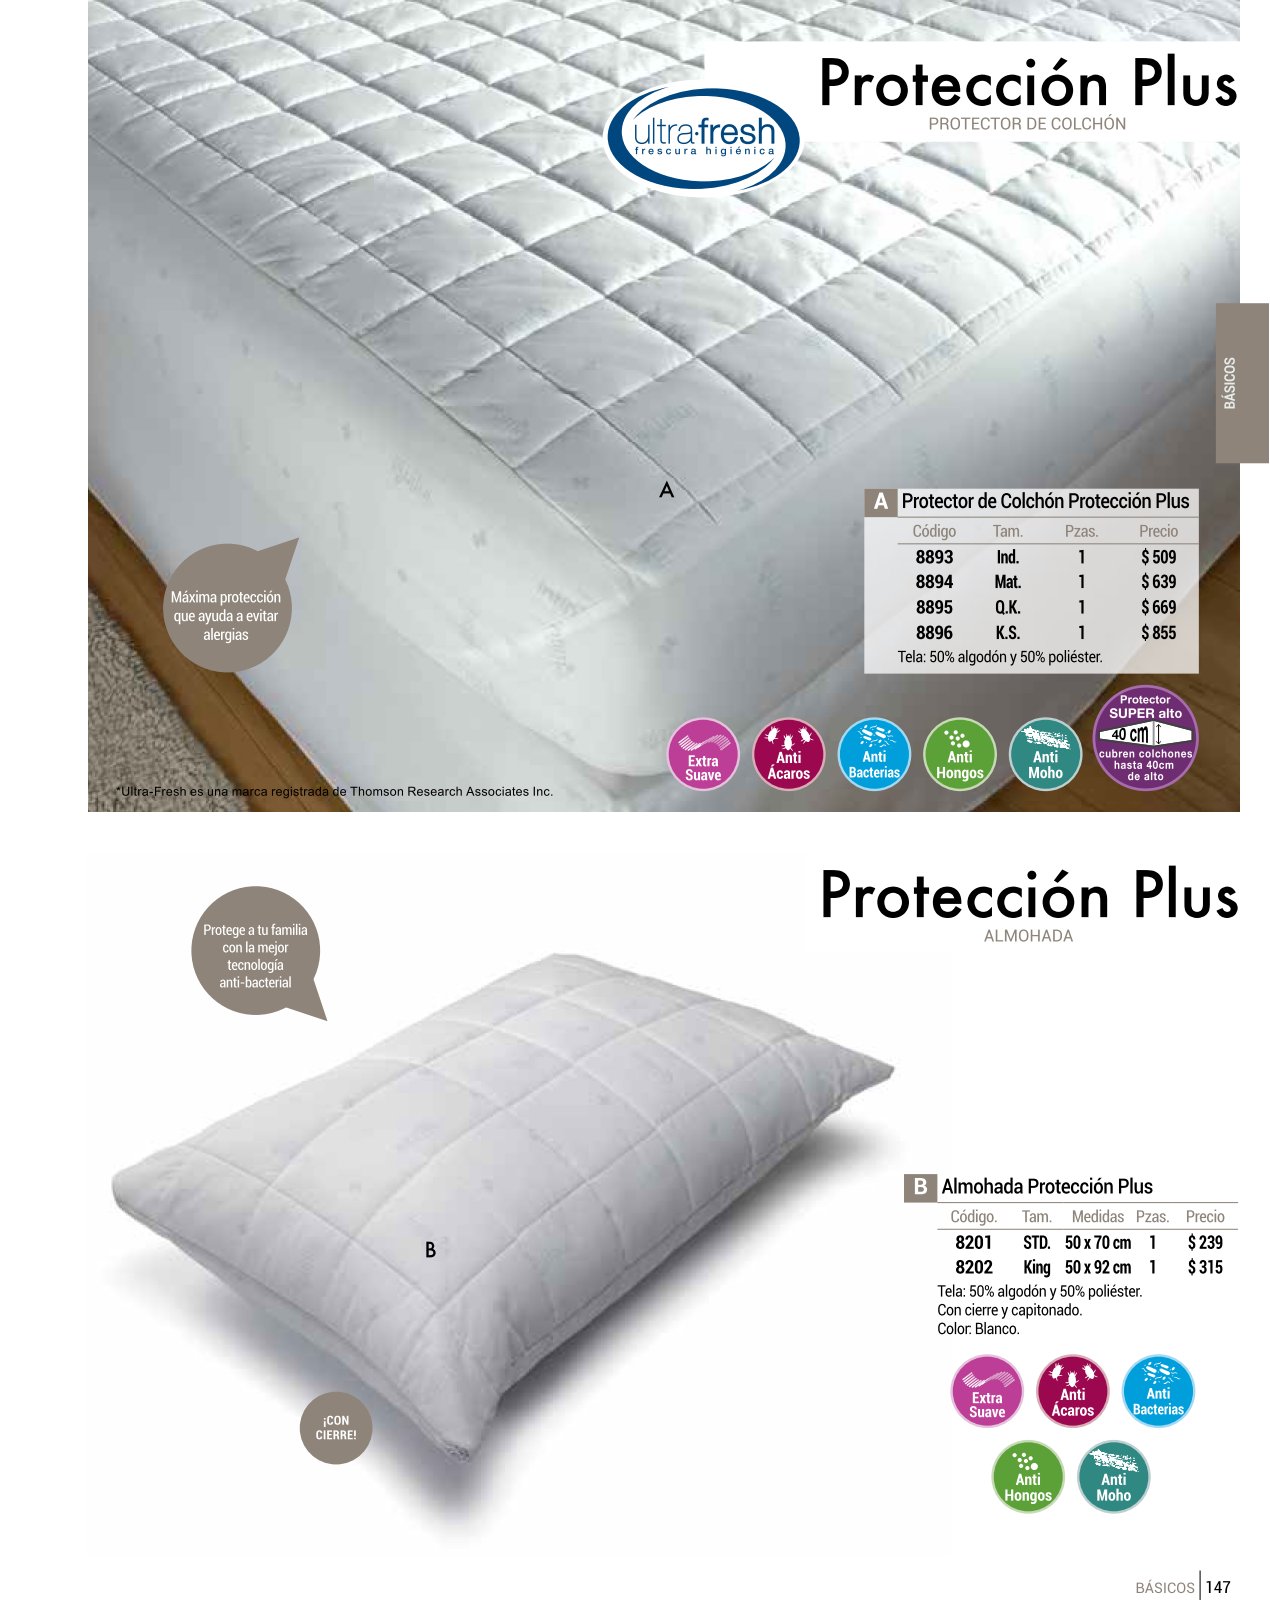 Protección Plus
PROTECTOR DE COLCHÓN
ultra·fresh
frescura higiénica
BÁSICOS
A
A Protector de Colchón Protección Plus
Código Tam. Pzas. Precio
8893 Ind. 1 $ 509
8894 Mat. 1 $ 639
8895 Q.K. 1 $ 669
8896 K.S. 1 $ 855
Tela: 50% algodón y 50% poliéster.
Máxima protección
que ayuda a evitar
alergias
Extra
Suave
Anti
Ácaros
Anti
Bacterias
Anti
Hongos
Anti
Moho
Protector
SUPER alto
40 cm
cubren colchones
hasta 40cm
de alto
*Ultra-Fresh es una marca registrada de Thomson Research Associates Inc.
Protección Plus
ALMOHADA
Protege a tu familia
con la mejor
tecnología
anti-bacterial
B
B Almohada Protección Plus
Código. Tam. Medidas Pzas. Precio
8201 STD. 50 x 70 cm 1 $ 239
8202 King 50 x 92 cm 1 $ 315
Tela: 50% algodón y 50% poliéster.
Con cierre y capitonado.
Color: Blanco.
¡CON
CIERRE!
Extra
Suave
Anti
Ácaros
Anti
Bacterias
Anti
Hongos
Anti
Moho
BÁSICOS 147